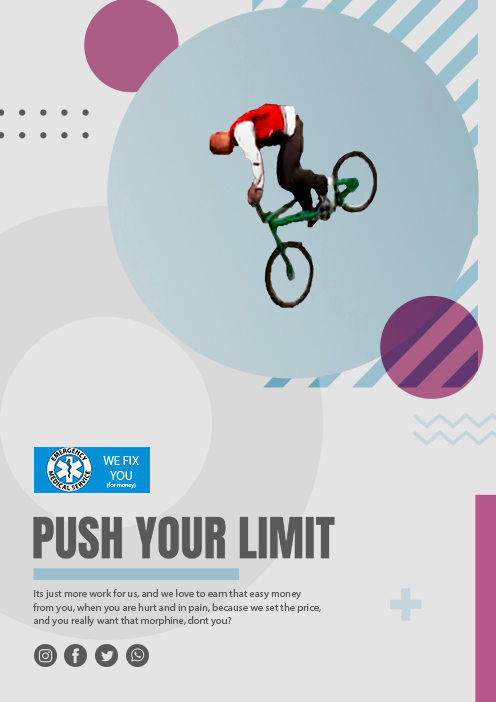 EMERGENCY
MEDICAL SERVICE
WE FIX
YOU
(for money)
PUSH YOUR LIMIT
Its just more work for us, and we love to earn that easy money
from you, when you are hurt and in pain, because we set the price,
and you really want that morphine, dont you?